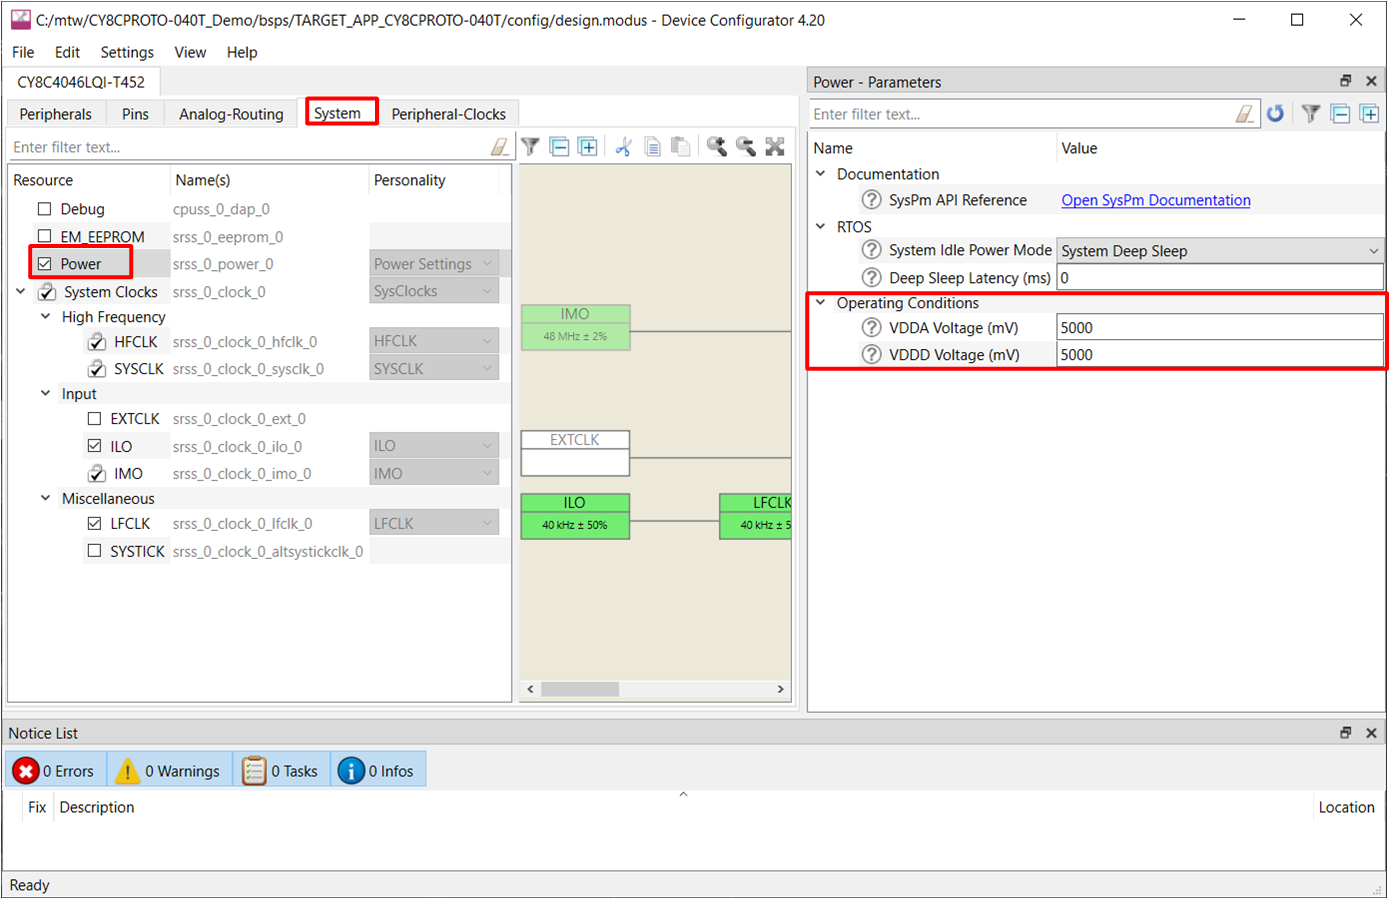 C:/mtw/CY8CPROTO-040T_Demo/bsps/TARGET_APP_CY8CPROTO-040T/config/design.modus - Device Configurator 4.20
File Edit Settings View Help
CY8C4046LQI-T452
Peripherals Pins Analog-Routing System Peripheral-Clocks
Enter filter text...
Resource Name(s) Personality
Debug cpuss_0_dap_0
EM_EEPROM srss_0_eeprom_0
Power srss_0_power_0 Power Settings
System Clocks srss_0_clock_0 SysClocks
High Frequency
HFCLK srss_0_clock_0_hfclk_0 HFCLK
SYSCLK srss_0_clock_0_sysclk_0 SYSCLK
Input
EXTCLK srss_0_clock_0_ext_0
ILO srss_0_clock_0_ilo_0 ILO
IMO srss_0_clock_0_imo_0 IMO
Miscellaneous
LFCLK srss_0_clock_0_lfclk_0 LFCLK
SYSTICK srss_0_clock_0_altsystickclk_0
IMO
48 MHz ± 2%
EXTCLK
ILO
40 kHz ± 50%
LFCLK
40 kHz ± 5
Power - Parameters
Enter filter text...
Name Value
Documentation
SysPm API Reference Open SysPm Documentation
RTOS
System Idle Power Mode System Deep Sleep
Deep Sleep Latency (ms) 0
Operating Conditions
VDDA Voltage (mV) 5000
VDDD Voltage (mV) 5000
Notice List
0 Errors 0 Warnings 0 Tasks 0 Infos
Fix Description Location
Ready